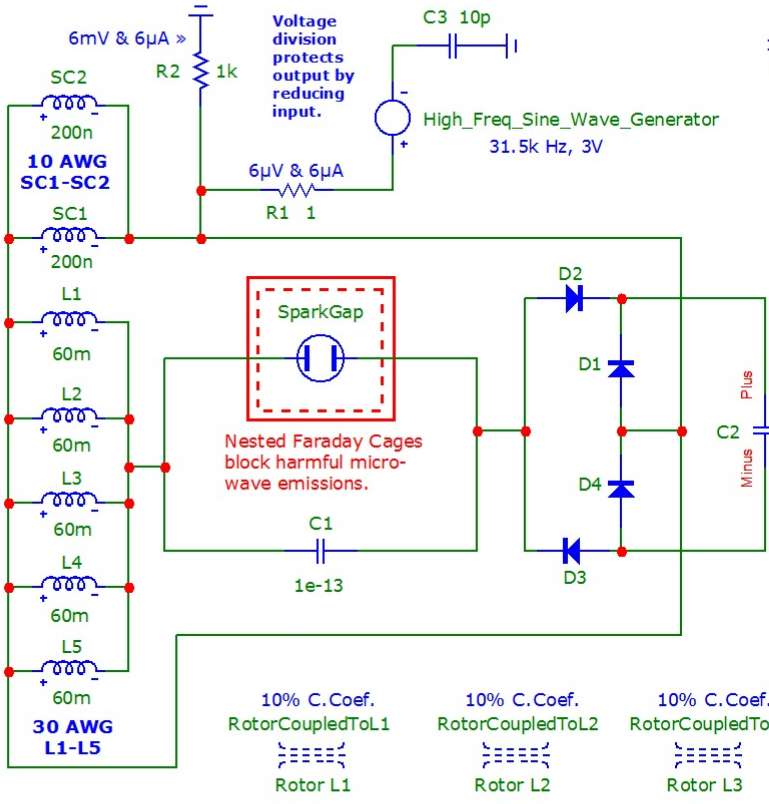 C3 10p
Voltage
division
protects
output by
reducing
input.
6mV & 6µA »
R2 1k
SC2
200n
10 AWG
SC1-SC2
High_Freq_Sine_Wave_Generator
31.5k Hz, 3V
-
+
6µV & 6µA
R1 1
SC1
200n
L1
60m
L2
60m
L3
60m
L4
60m
L5
60m
30 AWG
L1-L5
SparkGap
Nested Faraday Cages
block harmful micro-
wave emissions.
C1
1e-13
D2
D1
D4
D3
Plus
C2
Minus
10% C.Coef.
RotorCoupledToL1
Rotor L1
10% C.Coef.
RotorCoupledToL2
Rotor L2
10% C.Coef.
RotorCoupledTo
Rotor L3